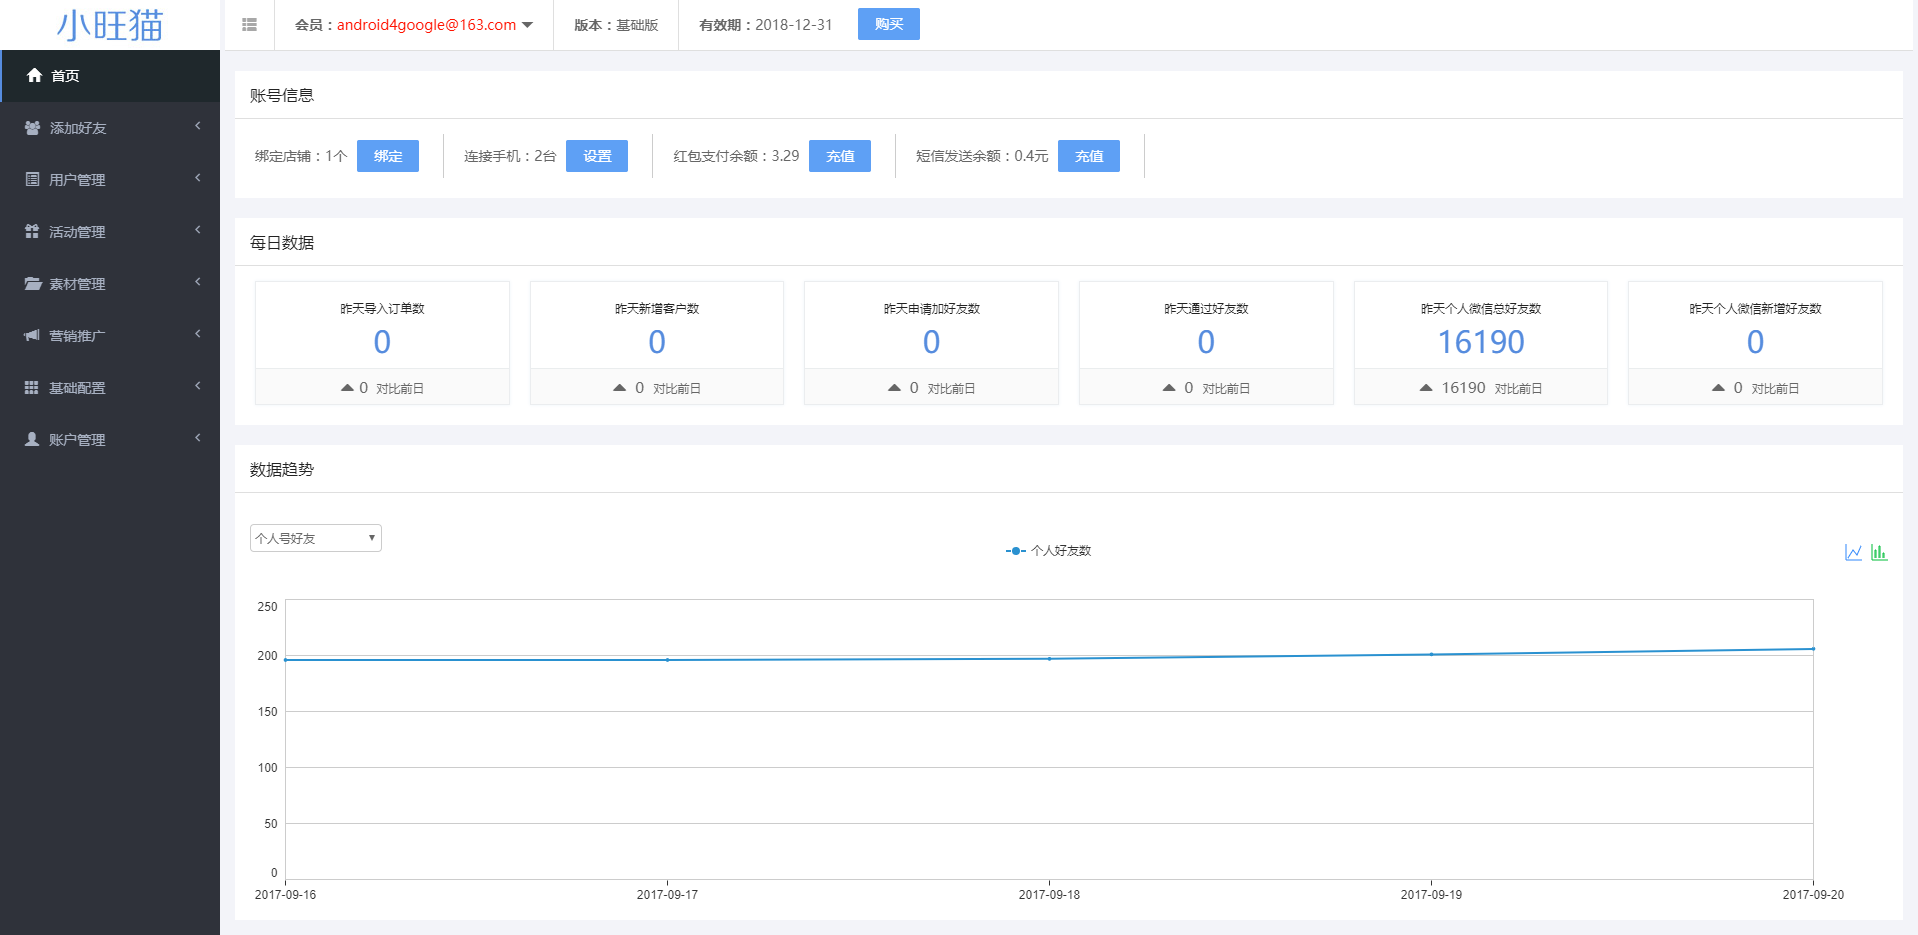 小旺猫
会员：android4google@163.com
版本：基础版
有效期：2018-12-31
购买
首页
添加好友
用户管理
活动管理
素材管理
营销推广
基础配置
账户管理
账号信息
绑定店铺：1个 绑定
连接手机：2台 设置
红包支付余额：3.29 充值
短信发送余额：0.4元 充值
每日数据
昨天导入订单数
0
0 对比前日
昨天新增客户数
0
0 对比前日
昨天申请加好友数
0
0 对比前日
昨天通过好友数
0
0 对比前日
昨天个人微信总好友数
16190
16190 对比前日
昨天个人微信新增好友数
0
0 对比前日
数据趋势
个人号好友
个人好友数
250
200
150
100
50
0
2017-09-16
2017-09-17
2017-09-18
2017-09-19
2017-09-20